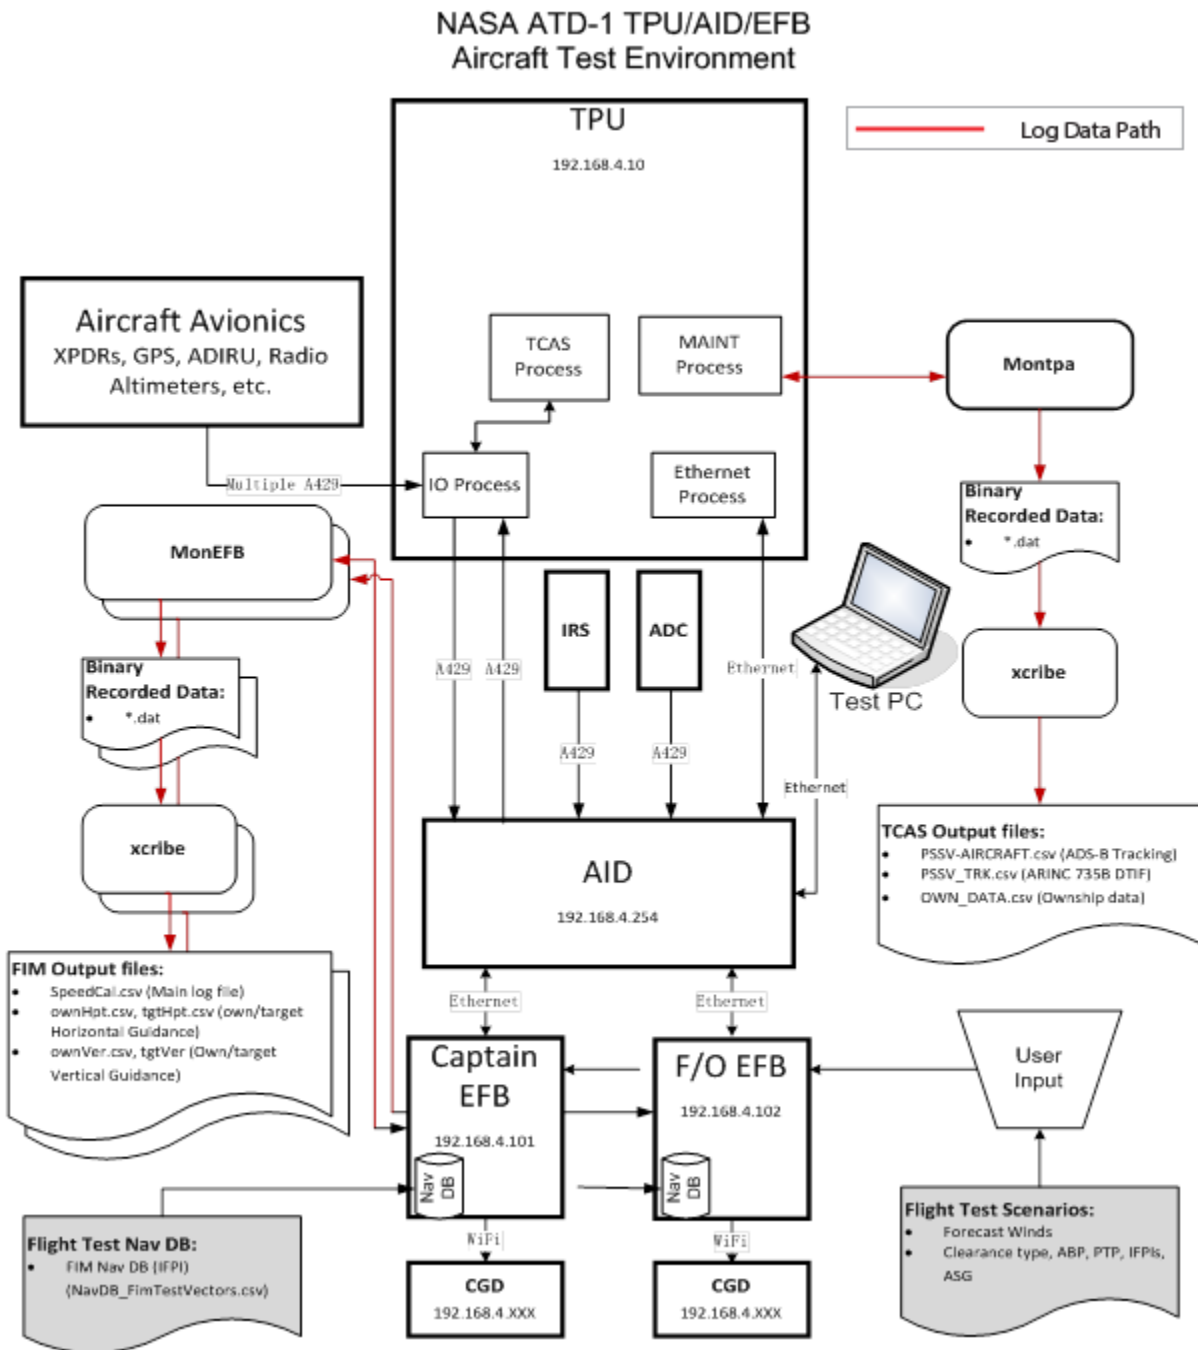 NASA ATD-1 TPU/AID/EFB
Aircraft Test Environment
TPU
192.168.4.10
Log Data Path
Aircraft Avionics
XPDRs, GPS, ADIRU, Radio
Altimeters, etc.
TCAS
Process
MAINT
Process
Montpa
Multiple A429
IO Process
Ethernet
Process
Binary
Recorded Data:
• *.dat
MonEFB
IRS
ADC
A429
A429
Ethernet
Test PC
xcribe
Binary
Recorded Data:
• *.dat
A429
A429
Ethernet
xcribe
AID
192.168.4.254
TCAS Output files:
• PSSV-AIRCRAFT.csv (ADS-B Tracking)
• PSSV_TRK.csv (ARINC 735B DTIF)
• OWN_DATA.csv (Ownship data)
FIM Output files:
• SpeedCal.csv (Main log file)
• ownHpt.csv, tgtHpt.csv (own/target
Horizontal Guidance)
• ownVer.csv, tgtVer (Own/target
Vertical Guidance)
Ethernet
Ethernet
Captain
EFB
192.168.4.101
Nav
DB
F/O EFB
192.168.4.102
Nav
DB
User
Input
Flight Test Nav DB:
• FIM Nav DB (IFPI)
(NavDB_FimTestVectors.csv)
WiFi
WiFi
CGD
192.168.4.XXX
CGD
192.168.4.XXX
Flight Test Scenarios:
• Forecast Winds
• Clearance type, ABP, PTP, IFPIs,
ASG